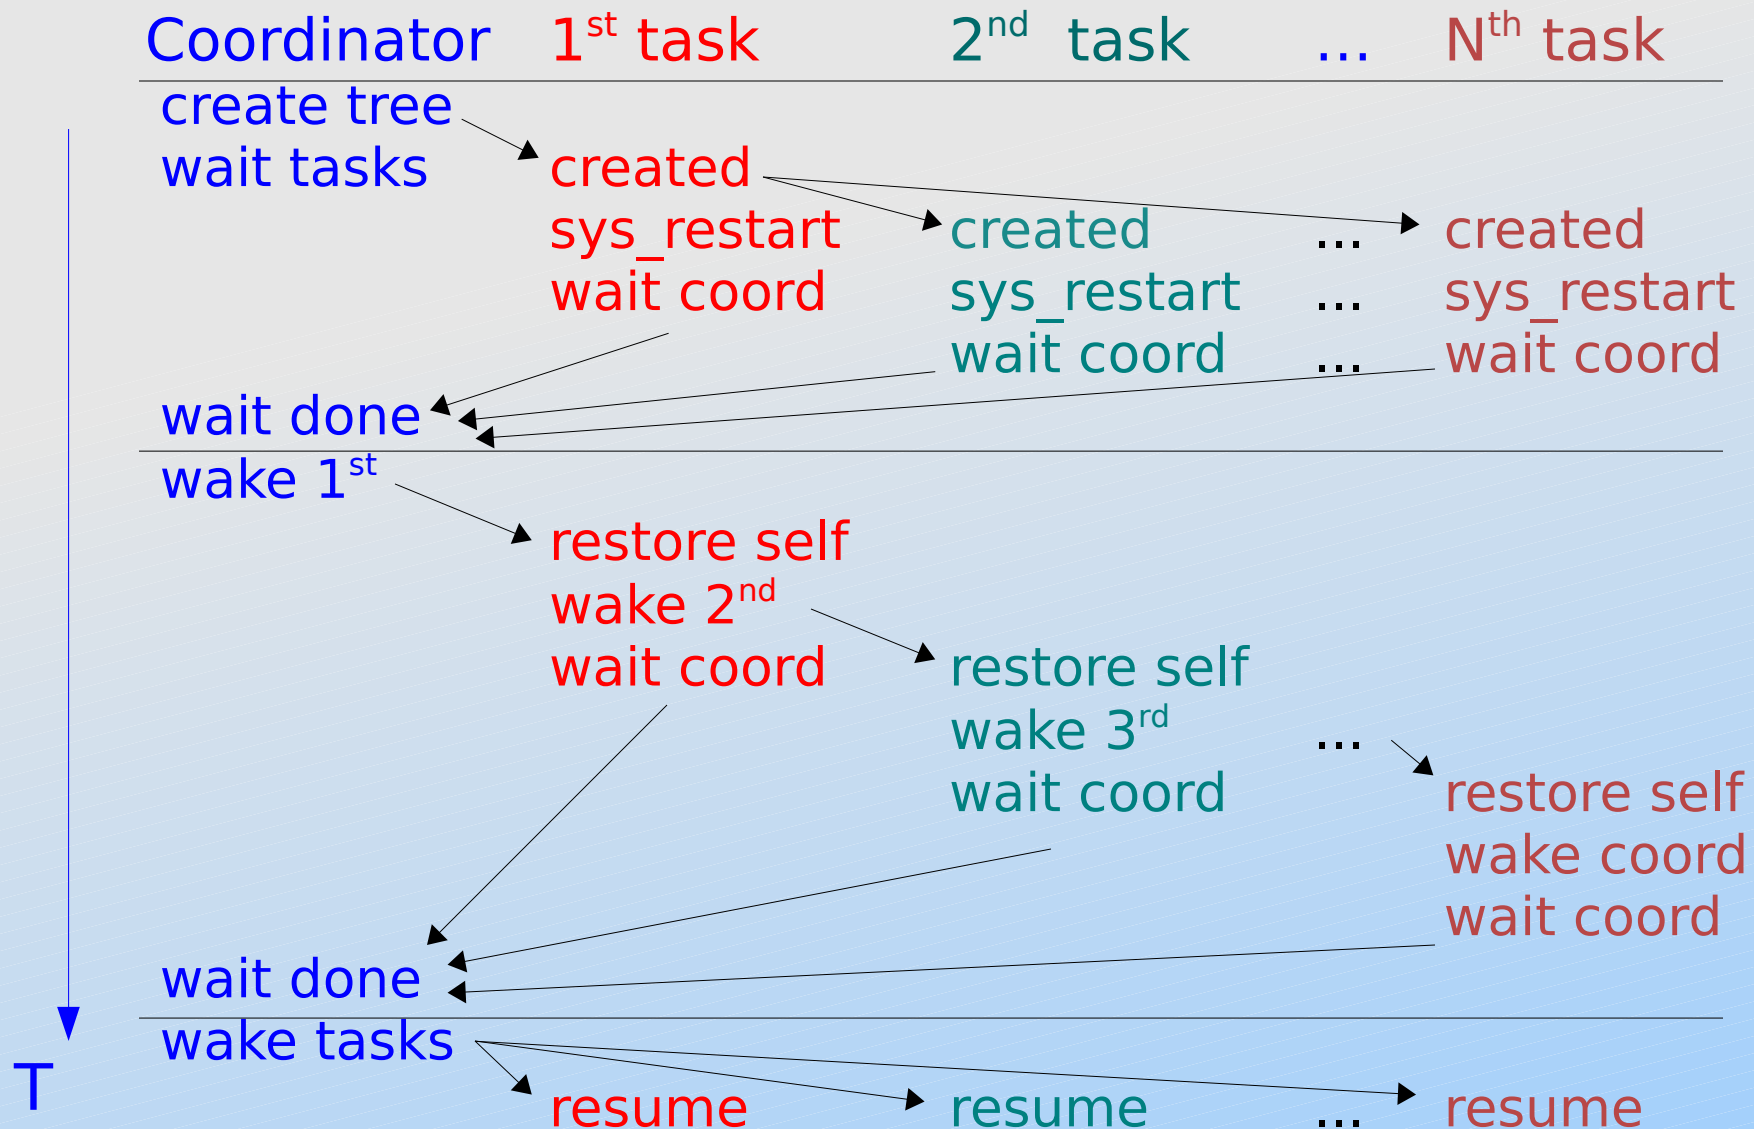 Coordinator 1st task 2nd task ... Nth task
create tree
wait tasks created
sys_restart created ... created
wait coord sys_restart ... sys_restart
wait coord ... wait coord
wait done
wake 1st
restore self
wake 2nd
wait coord restore self
wake 3rd ...
wait coord restore self
wake coord
wait coord
wait done
wake tasks
T
resume resume ... resume